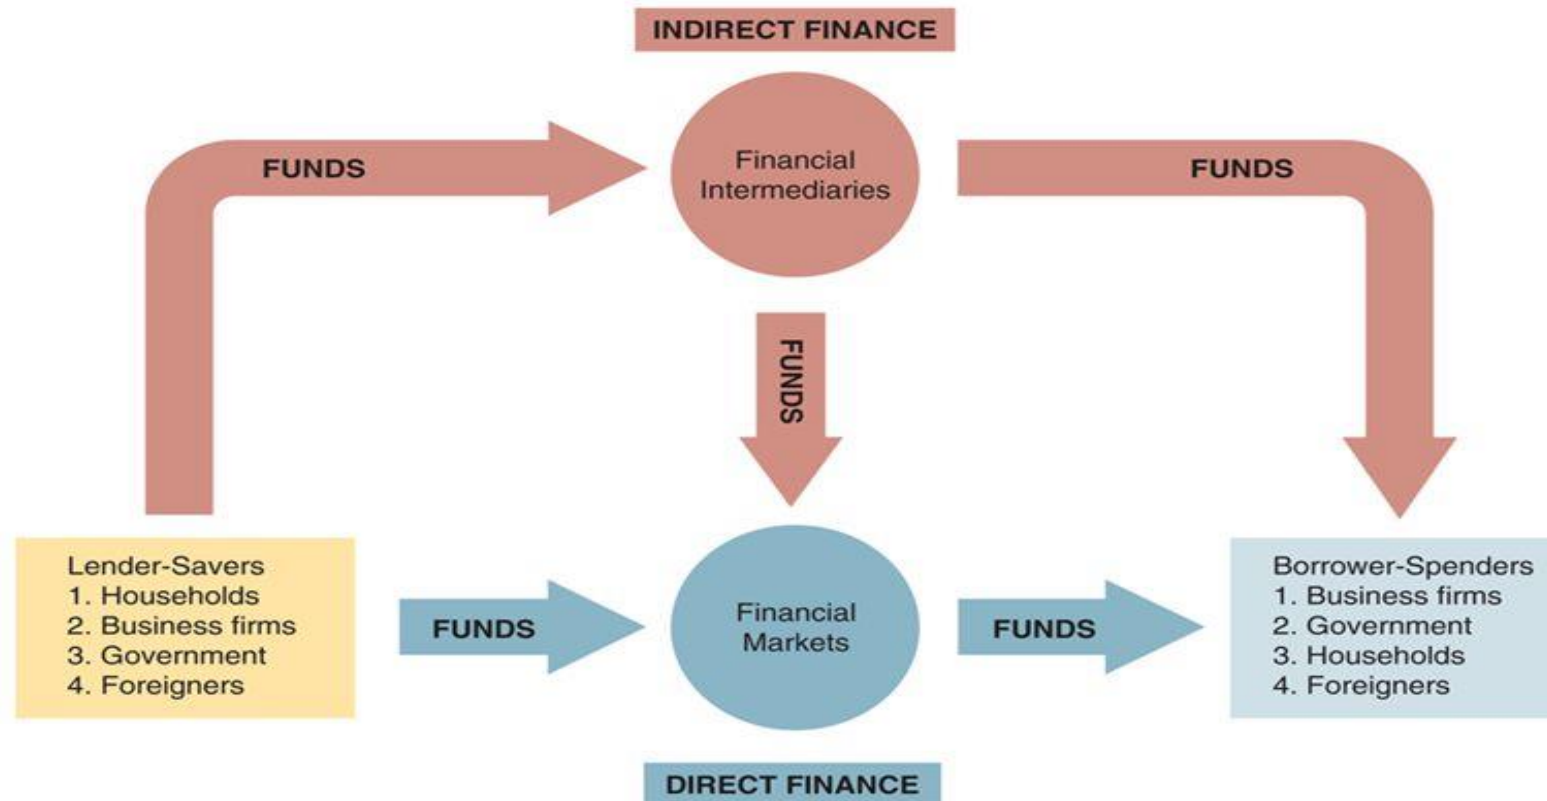 INDIRECT FINANCE
FUNDS
Financial
Intermediaries
FUNDS
FUNDS
Lender-Savers
1. Households
2. Business firms
3. Government
4. Foreigners
FUNDS
Financial
Markets
FUNDS
Borrower-Spenders
1. Business firms
2. Government
3. Households
4. Foreigners
DIRECT FINANCE